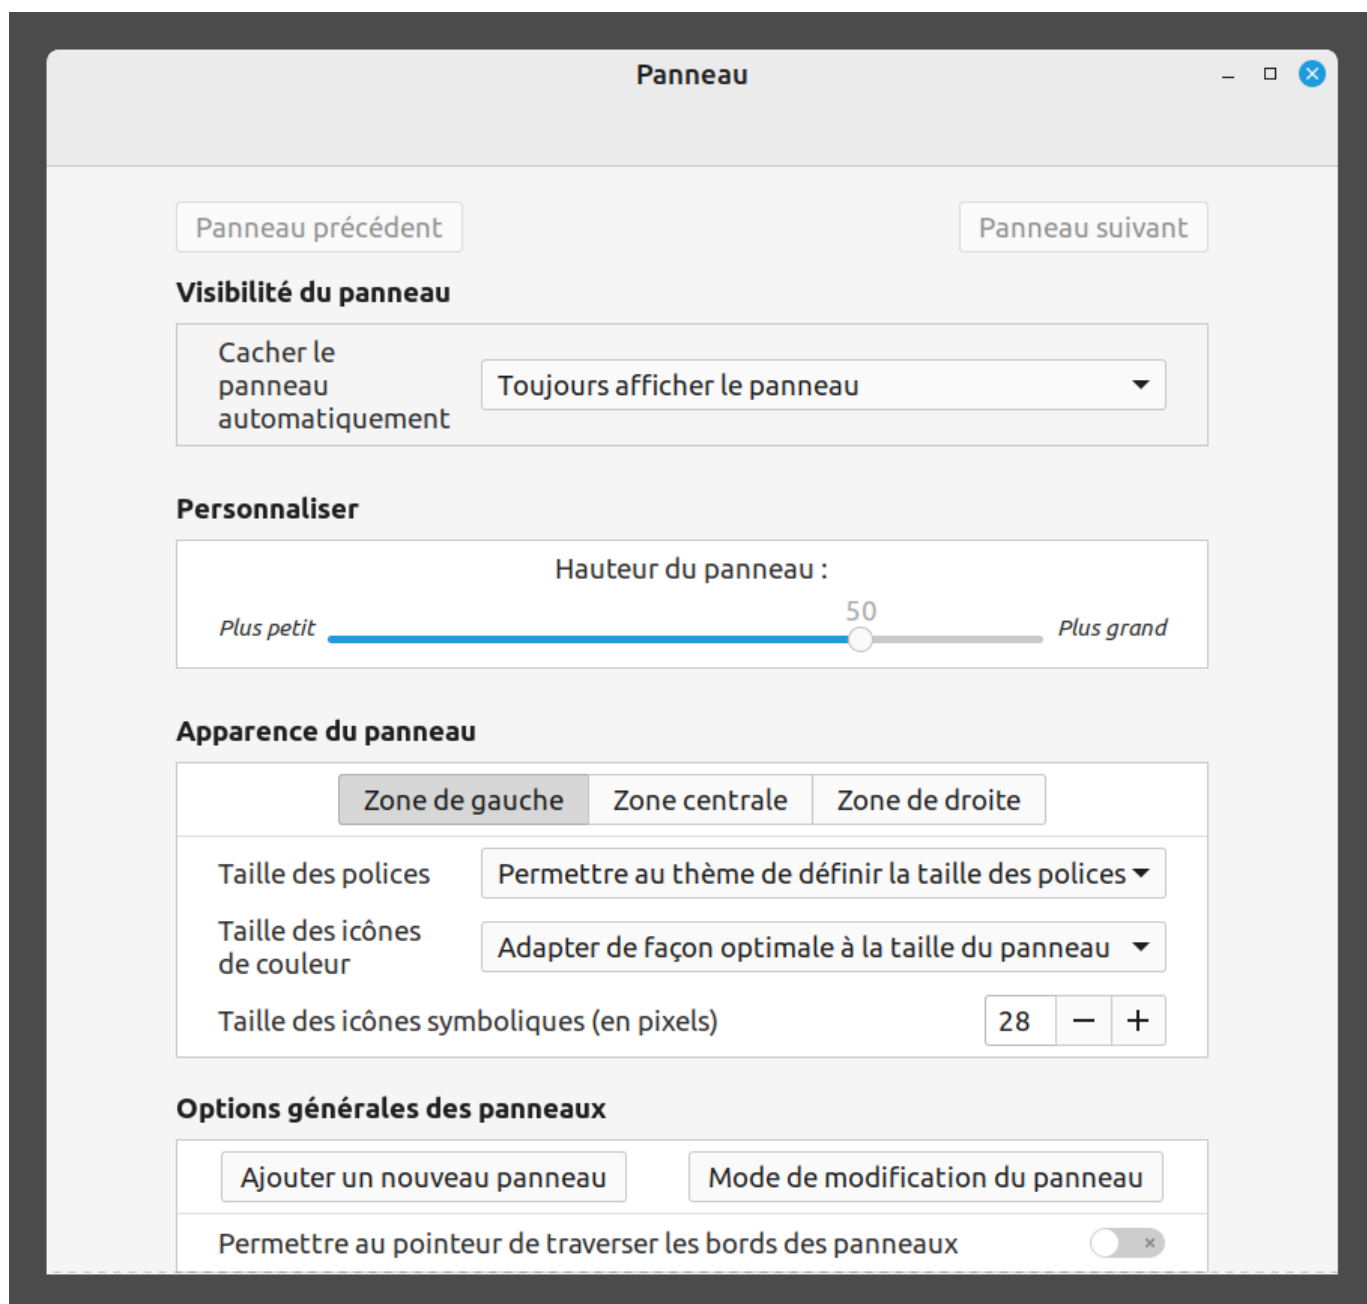 Panneau
Panneau précédent
Panneau suivant
Visibilité du panneau
Cacher le
panneau
automatiquement
Toujours afficher le panneau
Personnaliser
Hauteur du panneau :
50
Plus petit
Plus grand
Apparence du panneau
Zone de gauche
Zone centrale
Zone de droite
Taille des polices
Permettre au thème de définir la taille des polices
Taille des icônes
de couleur
Adapter de façon optimale à la taille du panneau
Taille des icônes symboliques (en pixels)
28
Options générales des panneaux
Ajouter un nouveau panneau
Mode de modification du panneau
Permettre au pointeur de traverser les bords des panneaux